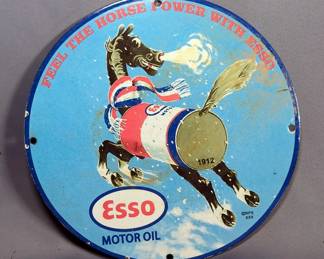 FEEL THE HORSE POWER WITH ESSO
1912
Esso
MOTOR OIL